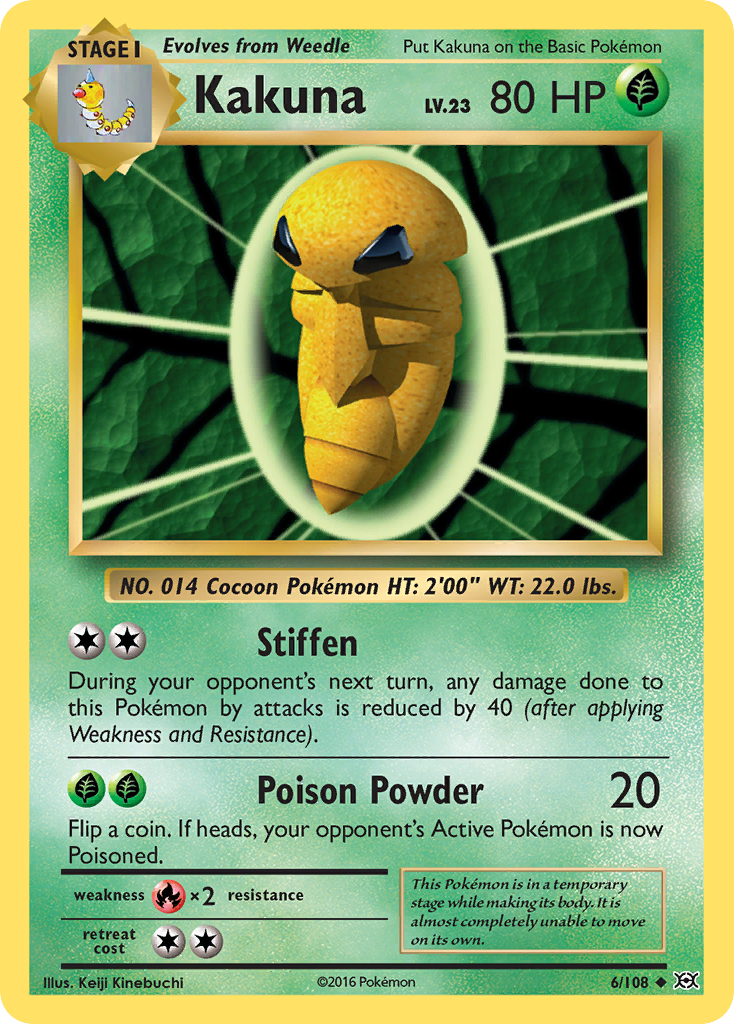 STAGE 1
Evolves from Weedle
Put Kakuna on the Basic Pokémon
Kakuna
LV.23
80 HP
NO. 014 Cocoon Pokémon HT: 2'00" WT: 22.0 lbs.
Stiffen
During your opponent's next turn, any damage done to
this Pokémon by attacks is reduced by 40 (after applying
Weakness and Resistance).
Poison Powder
20
Flip a coin. If heads, your opponent's Active Pokémon is now
Poisoned.
weakness ×2 resistance
retreat
cost
This Pokémon is in a temporary
stage while making its body. It is
almost completely unable to move
on its own.
Illus. Keiji Kinebuchi
©2016 Pokémon
6/108